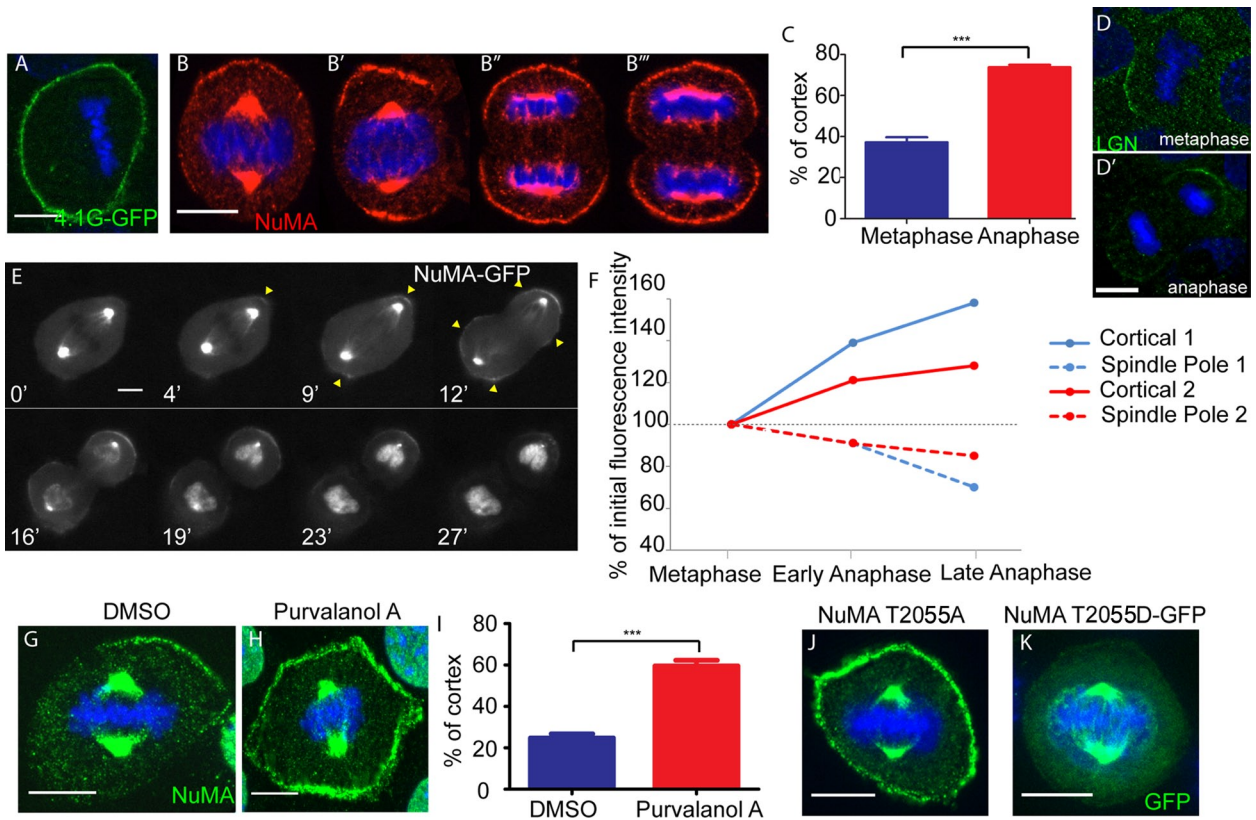 A
4.1G-GFP
B
NuMA
B'
B''
B'''
C
***
% of cortex
80
60
40
20
0
Metaphase Anaphase
D
LGN
metaphase
D'
anaphase
E
NuMA-GFP
0'
4'
9'
12'
16'
19'
23'
27'
F
% of initial fluorescence intensity
160
140
120
100
80
60
40
Metaphase Early Anaphase Late Anaphase
Cortical 1
Spindle Pole 1
Cortical 2
Spindle Pole 2
DMSO
G
NuMA
Purvalanol A
H
I
***
% of cortex
80
60
40
20
0
DMSO Purvalanol A
NuMA T2055A
J
NuMA T2055D-GFP
K
GFP